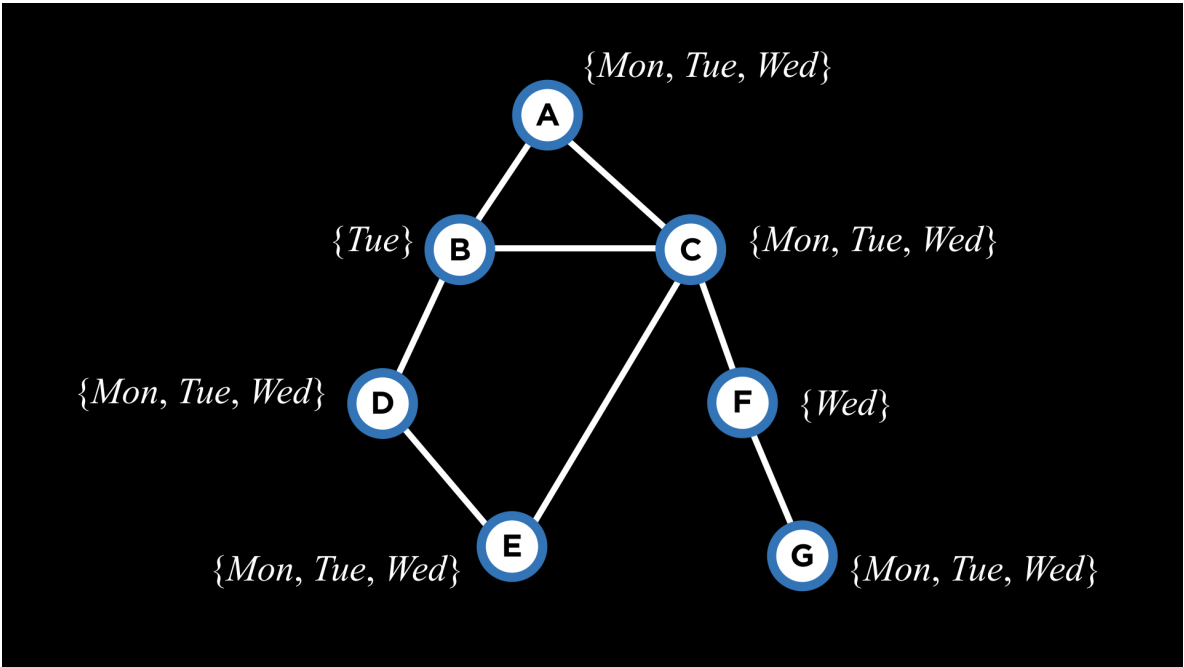 {Mon, Tue, Wed}
A
{Tue}
B
C
{Mon, Tue, Wed}
{Mon, Tue, Wed}
D
F
{Wed}
E
{Mon, Tue, Wed}
G
{Mon, Tue, Wed}